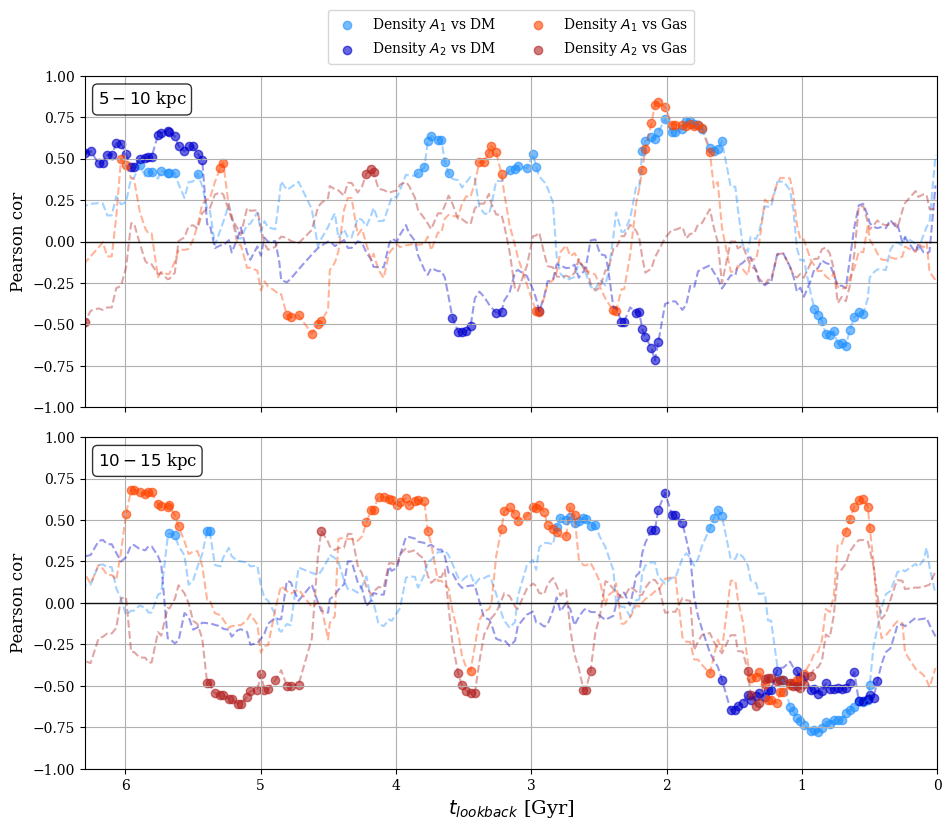 Density A₁ vs DM
Density A₂ vs DM
Density A₁ vs Gas
Density A₂ vs Gas
1.00
0.75
0.50
0.25
0.00
−0.25
−0.50
−0.75
−1.00
Pearson cor
5 − 10 kpc
1.00
0.75
0.50
0.25
0.00
−0.25
−0.50
−0.75
−1.00
Pearson cor
10 − 15 kpc
6 5 4 3 2 1 0
t_lookback [Gyr]